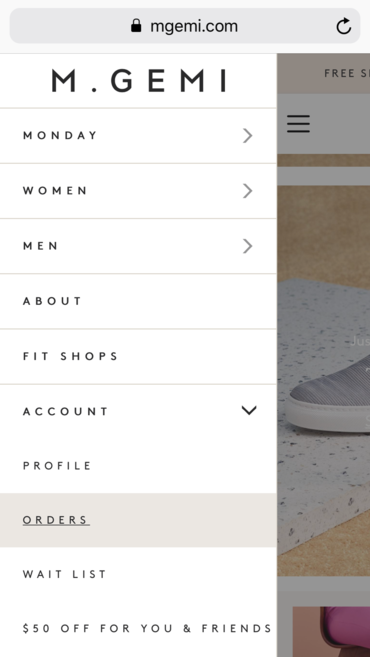 mgemi.com
M.GEMI
FREE
MONDAY
WOMEN
MEN
ABOUT
FIT SHOPS
ACCOUNT
PROFILE
ORDERS
WAIT LIST
$50 OFF FOR YOU & FRIENDS